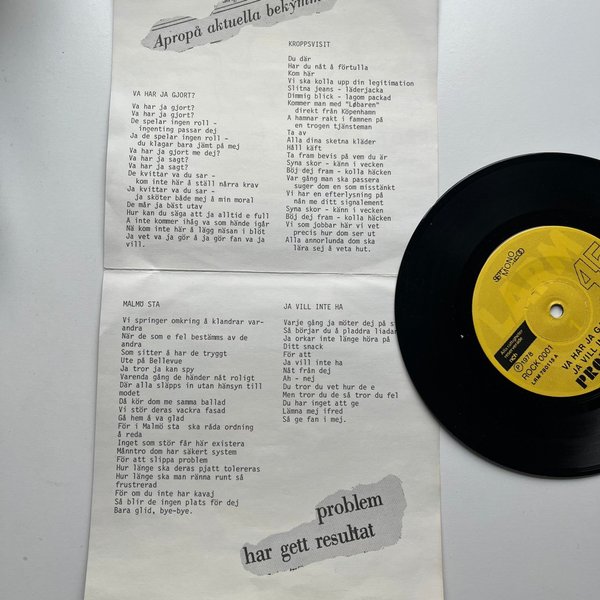 Apropå aktuella bekymm
VA HAR JA GJORT?
Va har ja gjort?
Va har ja gjort?
De spelar ingen roll -
ingenting passar dej
Ja de spelar ingen roll -
du klagar bara jämt på mej
Va har ja gjort me dej?
Va har ja sagt?
Va har ja sagt?
De kvittar va du sar -
kom inte här å ställ nårra krav
Ja kvittar va du sar -
ja sköter både mej å min moral
De må r ja bäst utav
Hur kan du säga att ja alltid e full
A inte kommer ihåg va som hände igår
Nä kom inte här å lägg näsan i blöt
Ja vet va ja gör å ja gör fan va ja
vill.
KROPPSVISIT
Du där
Har du nåt å förtulla
Kom här
Vi ska kolla upp din legitimation
Slitna jeans - läderjacka
Dimmig blick - lagom packad
Kommer man med "Løbaren"
direkt från Köpenhamn
A hamnar rakt i famnen på
en trogen tjänsteman
Ta av
Alla dina sketna kläder
Håll käft
Ta fram bevis på vem du är
Syna skor - känn i vecken
Böj dej fram - kolla häcken
Var gång man ska passera
suger dom en som misstänkt
Vi har en efterlysning på
nån me ditt signalement
Syna skor - känn i vecken
Böj dej fram - kolla häcken
Vi som jobbar här vi vet
precis hur dom ser ut
Alla annorlunda dom ska
lära sej å veta hut.
MALMÖ STA
Vi springer omkring å klandrar var-
andra
När de som e fel bestämms av de
andra
Som sitter å har de tryggt
Ute på Bellevue
Ja tror ja kan spy
Varenda gång de händer nåt roligt
Där alla släpps in utan hänsyn till
modet
Då kör dom me samma ballad
Vi stör deras vackra fasad
Gå hem å va glad
För i Malmö sta ska råda ordning
å reda
Inget som stör får här existera
Månntro dom har säkert system
För att slippa problem
Hur länge ska deras pjatt tolereras
Hur länge ska man ränna runt så
frustrerad
För om du inte har kavaj
Så blir de ingen plats för dej
Bara glid, bye-bye.
JA VILL INTE HA
Varje gång ja möter dej på s
Så börjar du å pladdra liadan
Ja orkar inte länge höra på
Ditt snack
För att
Ja vill inte ha
Nåt från dej
Ah - nej
Du tror du vet hur de e
Men tror du de så tror du fel
Du har inget att ge
Lämna mej ifred
Så ge fan i mej.
problem
har gett resultat
MONO
45
LARM
1978
ROCK 0001
LRM 780119 A
VA HAR JA G
JA VILL IN
PRO